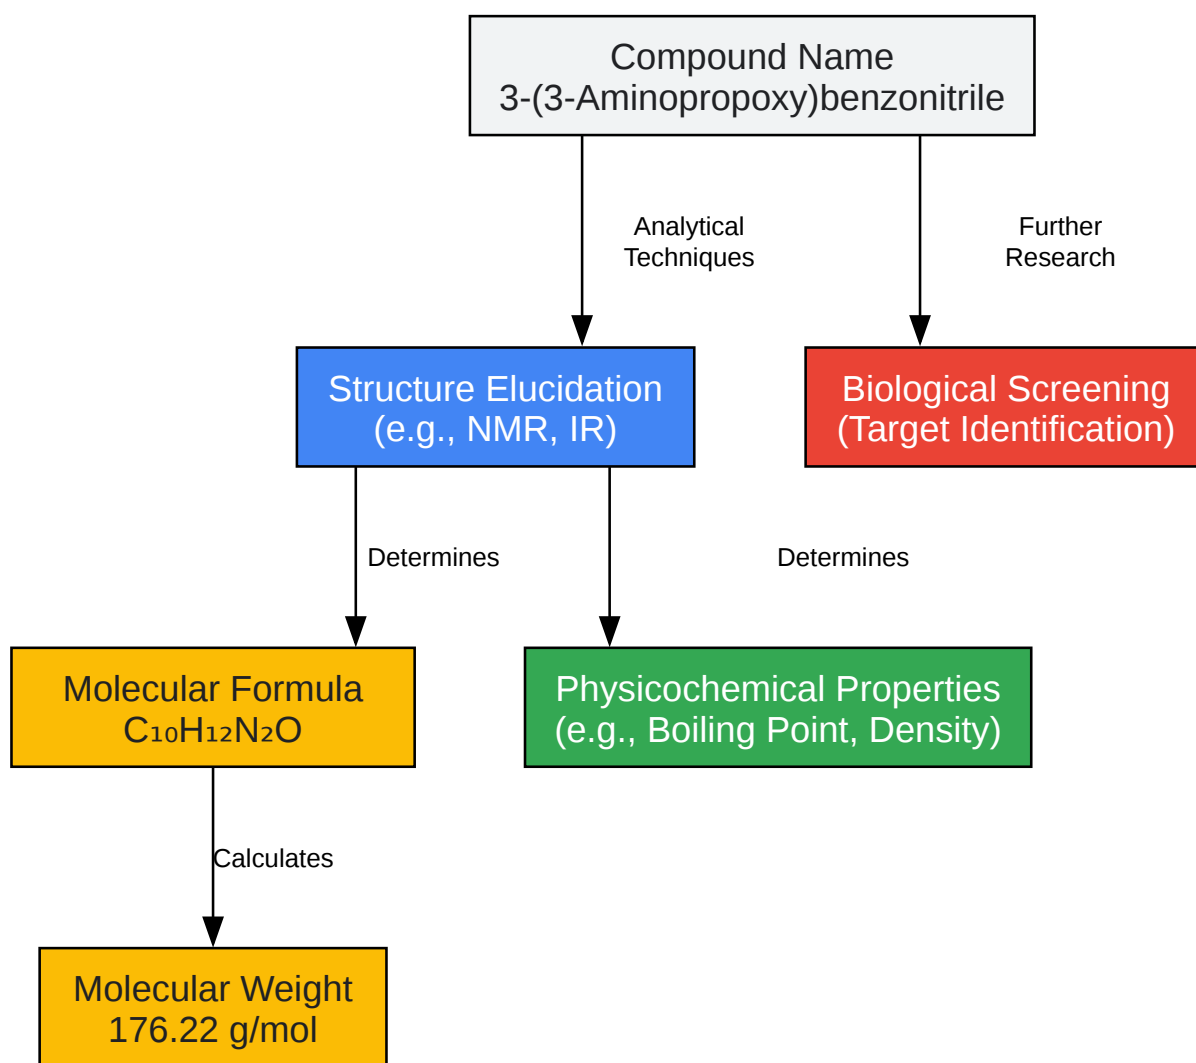 Compound Name
3-(3-Aminopropoxy)benzonitrile
Analytical
Techniques
Further
Research
Structure Elucidation
(e.g., NMR, IR)
Biological Screening
(Target Identification)
Determines
Determines
Molecular Formula
C₁₀H₁₂N₂O
Physicochemical Properties
(e.g., Boiling Point, Density)
Calculates
Molecular Weight
176.22 g/mol